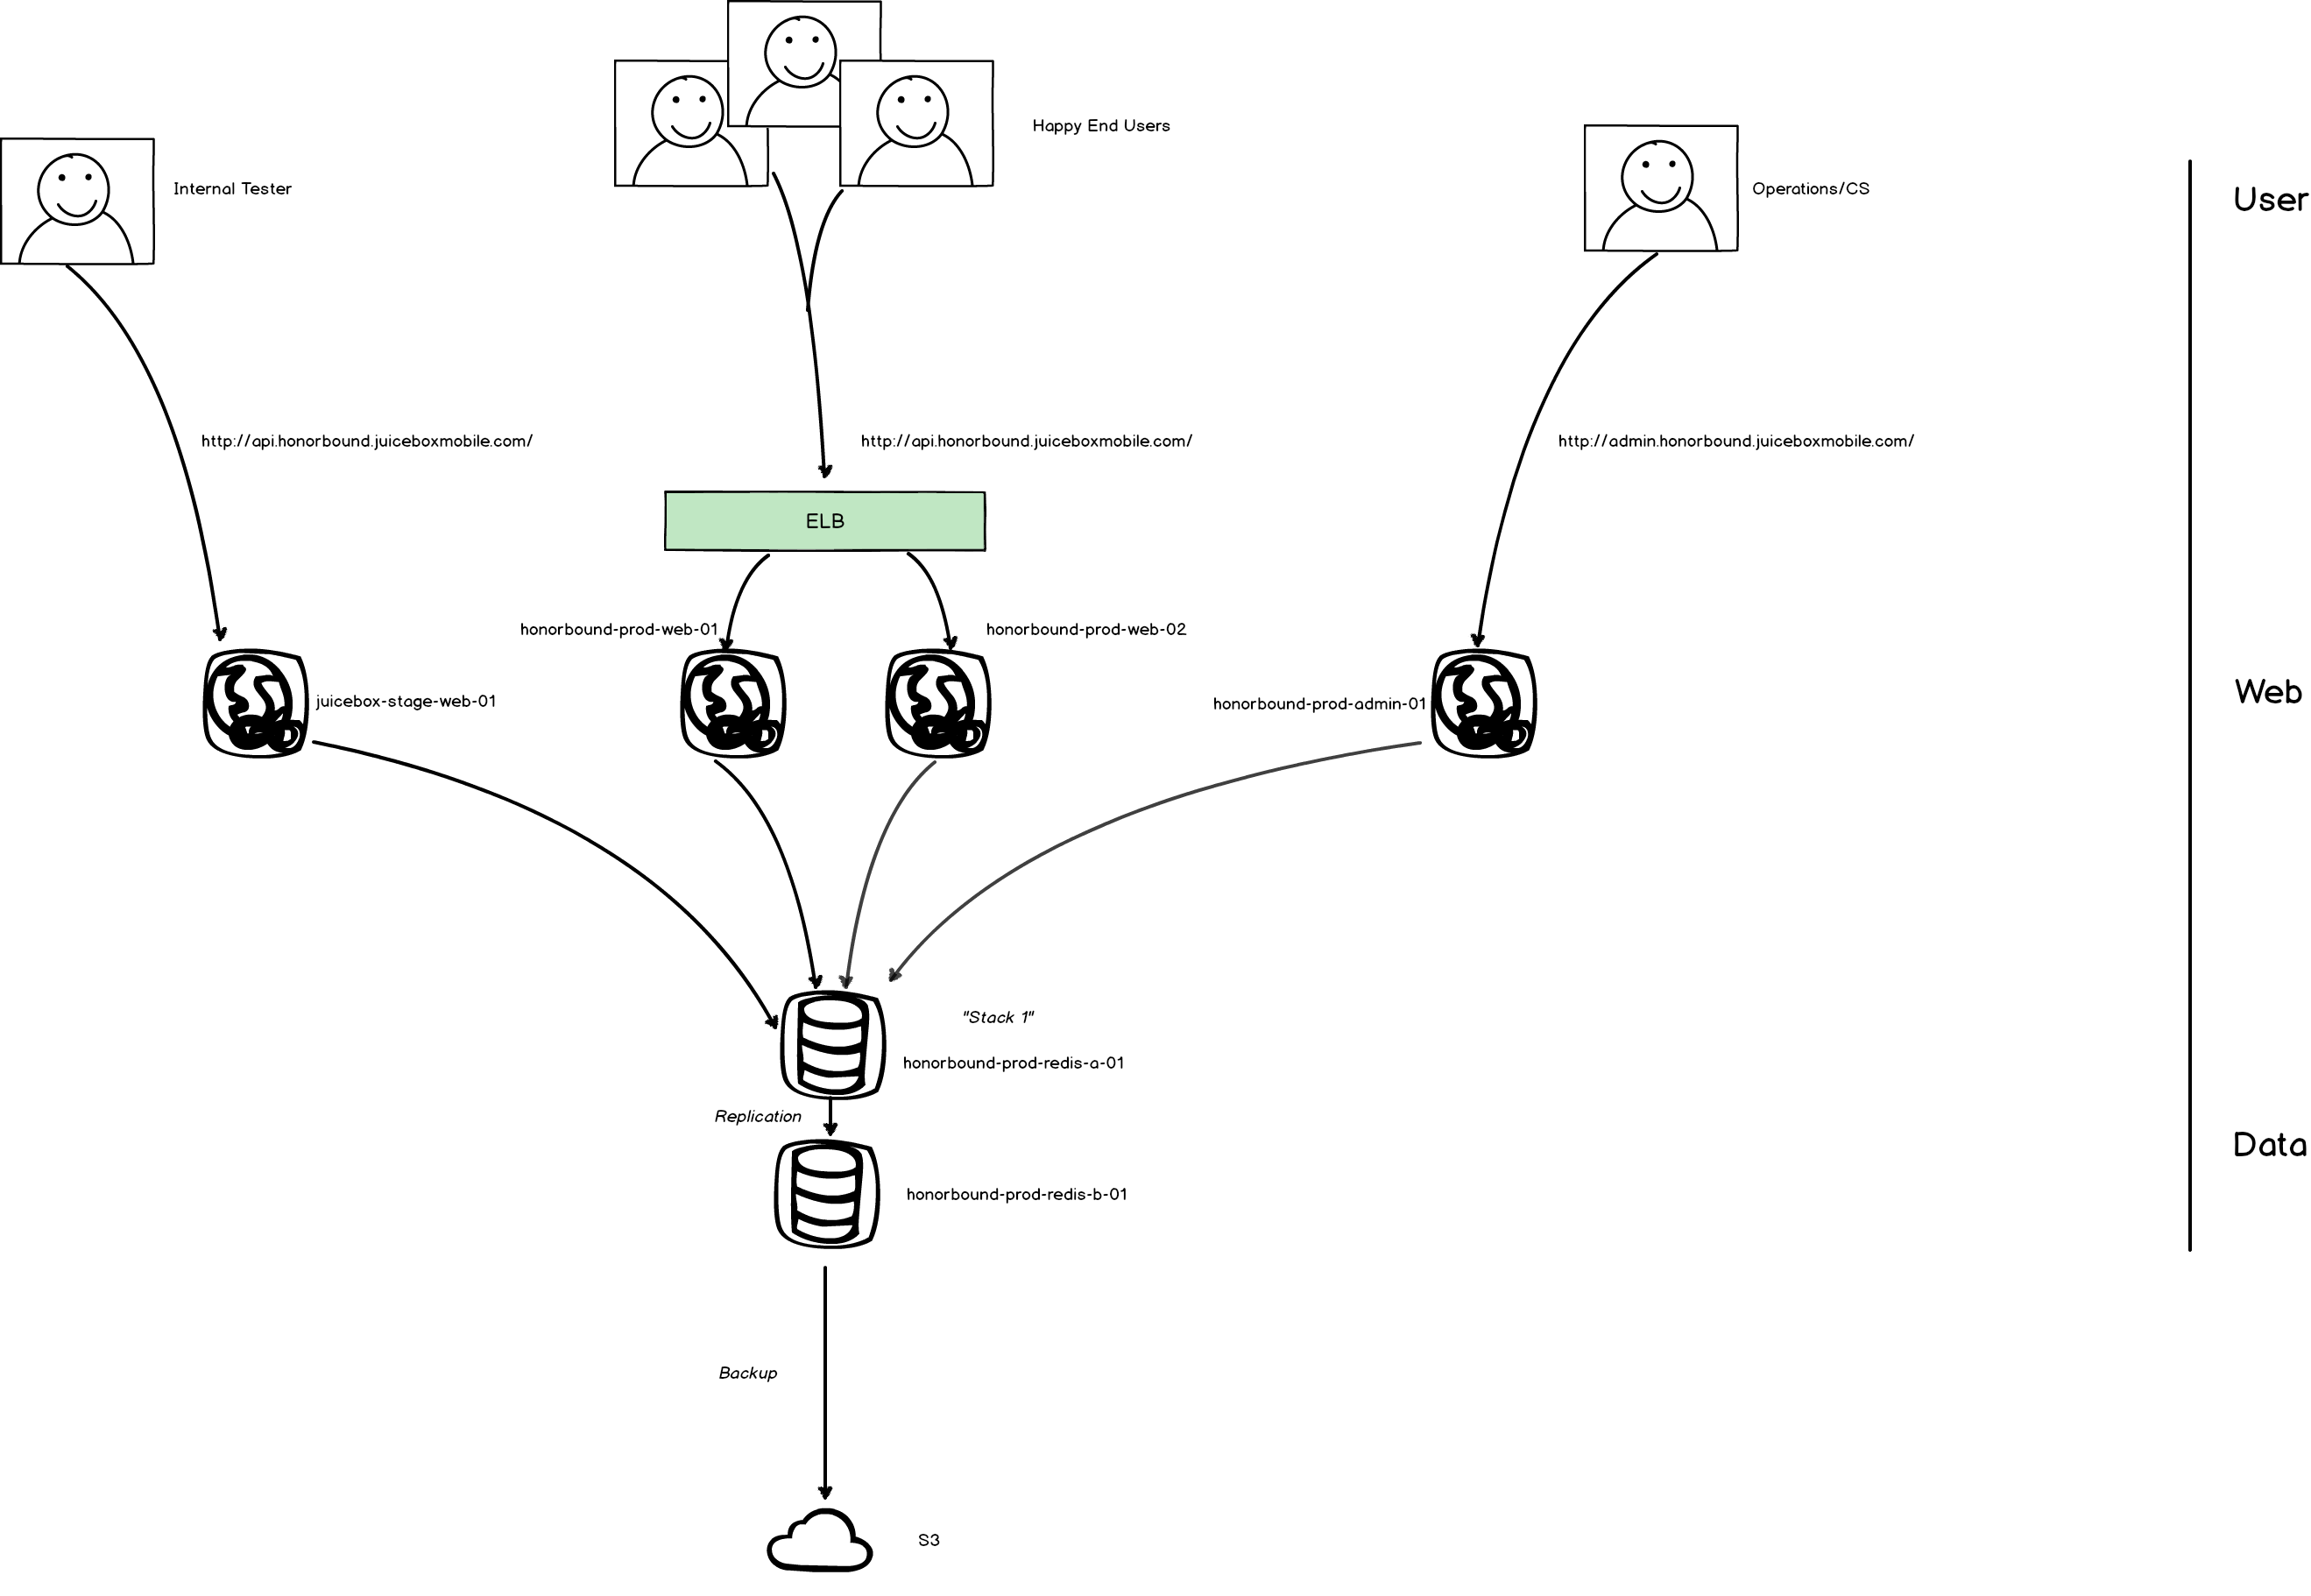 Happy End Users
Internal Tester
Operations/CS
User
http://api.honorbound.juiceboxmobile.com/
http://api.honorbound.juiceboxmobile.com/
http://admin.honorbound.juiceboxmobile.com/
ELB
honorbound-prod-web-01
honorbound-prod-web-02
juicebox-stage-web-01
honorbound-prod-admin-01
Web
"Stack 1"
honorbound-prod-redis-a-01
Replication
Data
honorbound-prod-redis-b-01
Backup
S3